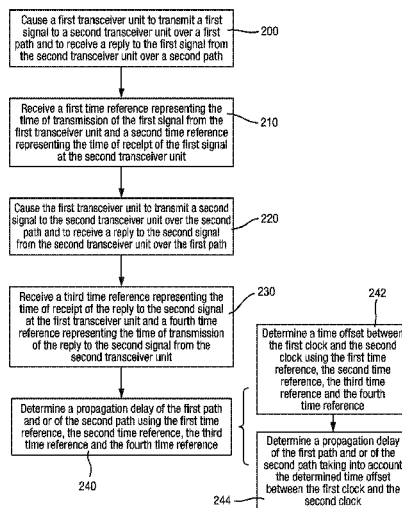 Cause a first transceiver unit to transmit a first
signal to a second transceiver unit over a first
path and to receive a reply to the first signal from
the second transceiver unit over a second path
200
Receive a first time reference representing the
time of transmission of the first signal from the
first transceiver unit and a second time reference
representing the time of receipt of the first signal
at the second transceiver unit
210
Cause the first transceiver unit to transmit a second
signal to the second transceiver unit over the second
path and to receive a reply to the second signal
from the second transceiver unit over the first path
220
Receive a third time reference representing the
time of receipt of the reply to the second signal
at the first transceiver unit and a fourth time
reference representing the time of transmission
of the reply to the second signal from the
second transceiver unit
230
Determine a propagation delay of the first path
and or of the second path using the first time
reference, the second time reference, the third
time reference and the fourth time reference
240
242
Determine a time offset between
the first clock and the second
clock using the first time
reference, the second time
reference, the third time
reference and the fourth time
reference
Determine a propagation delay
of the first path and or of the
second path taking into account
the determined time offset
between the first clock and the
second clock
244